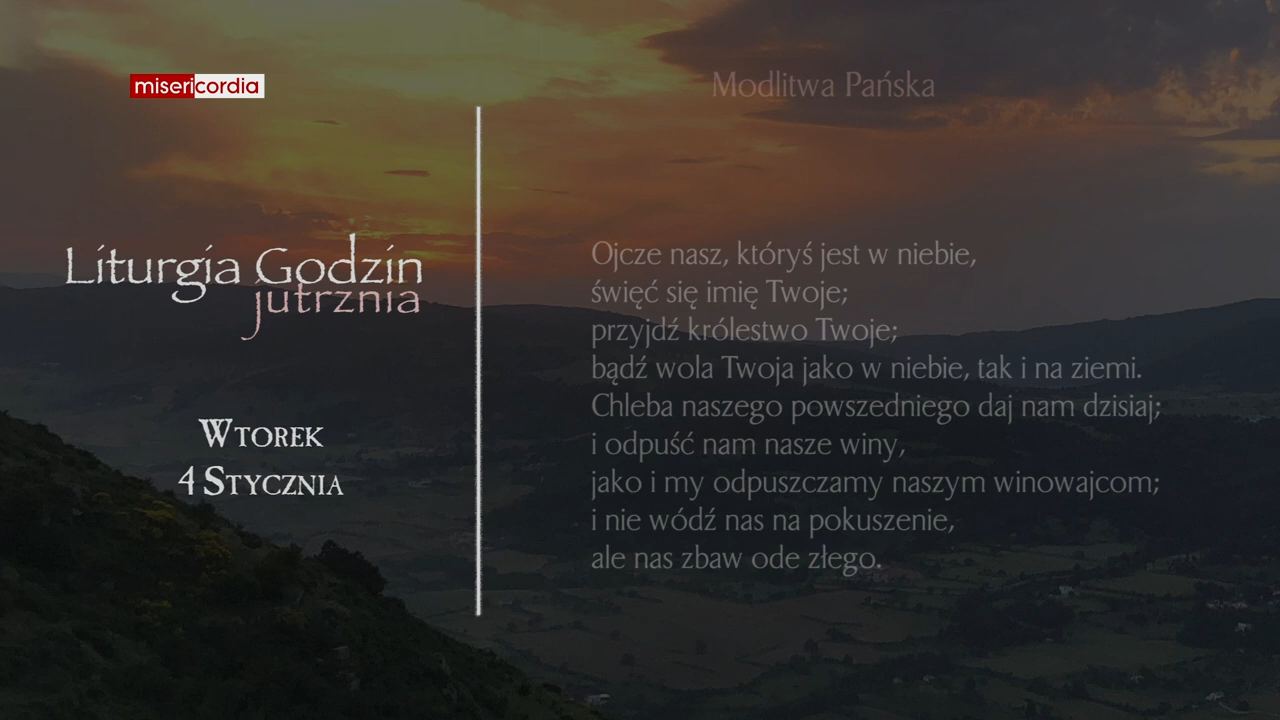 misericordia
Liturgia Godzin
jutrznia
Wtorek
4 Stycznia
Modlitwa Pańska
Ojcze nasz, któryś jest w niebie,
święć się imię Twoje;
przyjdź królestwo Twoje;
bądź wola Twoja jako w niebie, tak i na ziemi.
Chleba naszego powszedniego daj nam dzisiaj;
i odpuść nam nasze winy,
jako i my odpuszczamy naszym winowajcom;
i nie wódź nas na pokuszenie,
ale nas zbaw ode złego.